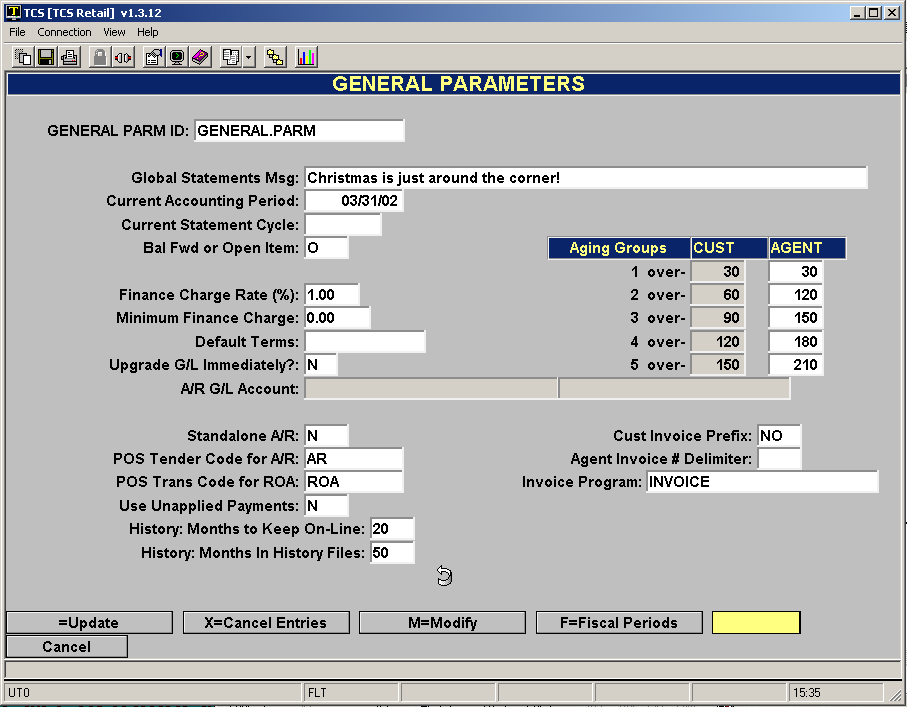 TCS [TCS Retail] v1.3.12
File Connection View Help
GENERAL PARAMETERS
GENERAL PARM ID: GENERAL.PARM
Global Statements Msg: Christmas is just around the corner!
Current Accounting Period: 03/31/02
Current Statement Cycle:
Bal Fwd or Open Item: O
Aging Groups CUST AGENT
1 over- 30 30
Finance Charge Rate (%): 1.00
2 over- 60 120
Minimum Finance Charge: 0.00
3 over- 90 150
Default Terms:
4 over- 120 180
Upgrade G/L Immediately?: N
5 over- 150 210
A/R G/L Account:
Standalone A/R: N
Cust Invoice Prefix: NO
POS Tender Code for A/R: AR
Agent Invoice # Delimiter:
POS Trans Code for ROA: ROA
Invoice Program: INVOICE
Use Unapplied Payments: N
History: Months to Keep On-Line: 20
History: Months In History Files: 50
=Update X=Cancel Entries M=Modify F=Fiscal Periods
Cancel
UT0 FLT 15:35